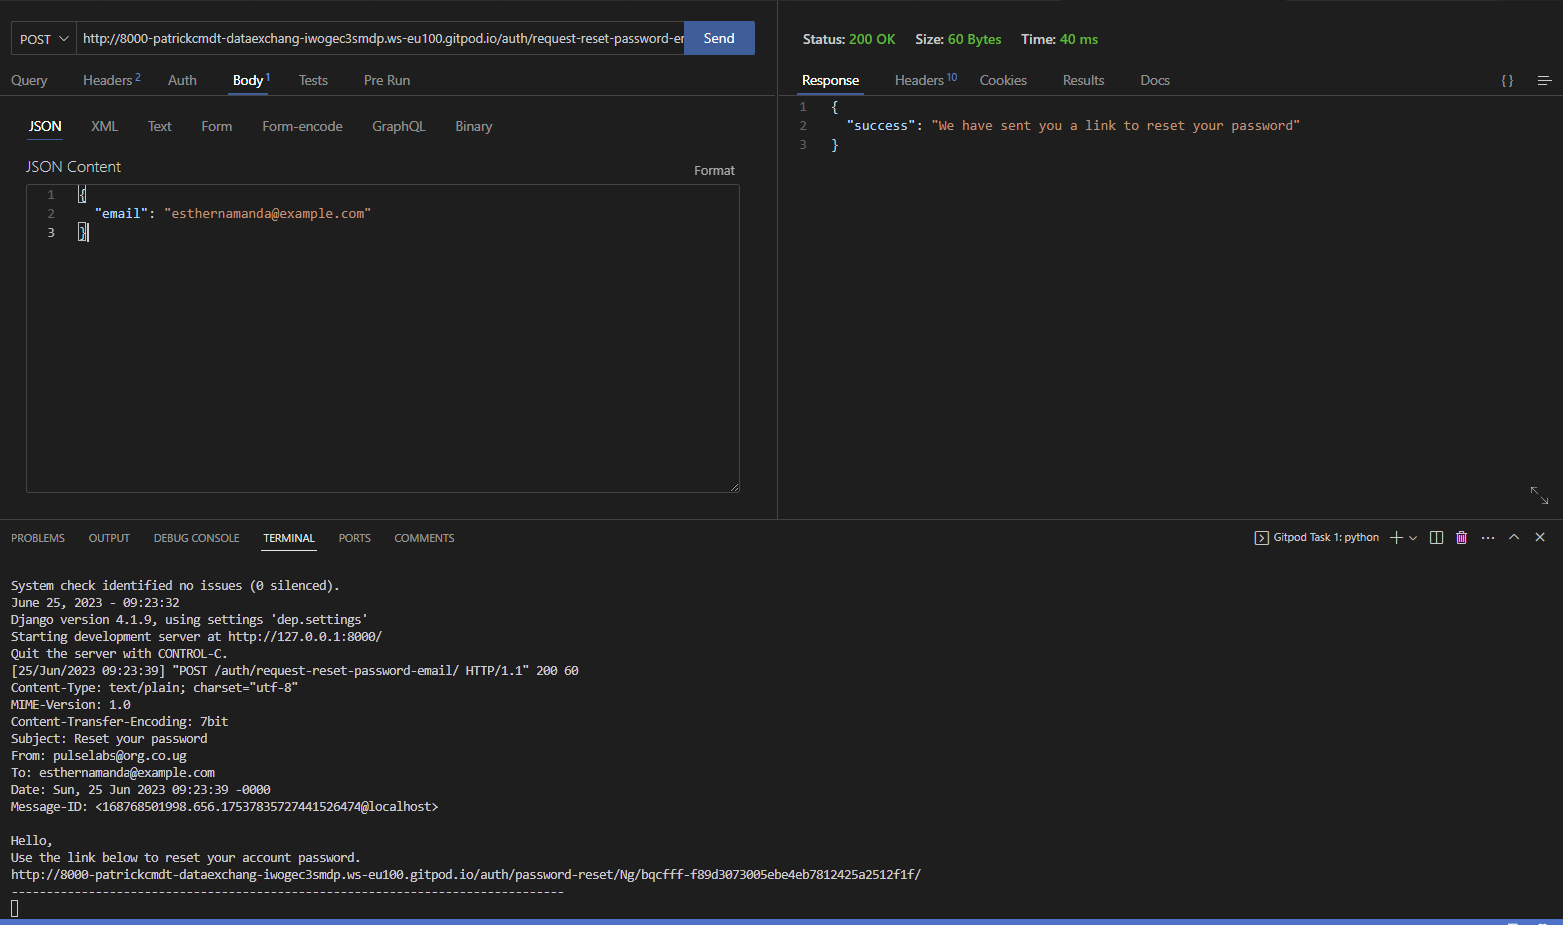 POST http://8000-patrickcmdt-dataexchang-iwogec3smdp.ws-eu100.gitpod.io/auth/request-reset-password-er Send
Query Headers 2 Auth Body 1 Tests Pre Run
JSON XML Text Form Form-encode GraphQL Binary
JSON Content
Format
1 {
2 "email": "esthernamanda@example.com"
3 }
Status: 200 OK Size: 60 Bytes Time: 40 ms
Response Headers 10 Cookies Results Docs {}
1 {
2 "success": "We have sent you a link to reset your password"
3 }
PROBLEMS OUTPUT DEBUG CONSOLE TERMINAL PORTS COMMENTS
Gitpod Task 1: python
System check identified no issues (0 silenced).
June 25, 2023 - 09:23:32
Django version 4.1.9, using settings 'dep.settings'
Starting development server at http://127.0.0.1:8000/
Quit the server with CONTROL-C.
[25/Jun/2023 09:23:39] "POST /auth/request-reset-password-email/ HTTP/1.1" 200 60
Content-Type: text/plain; charset="utf-8"
MIME-Version: 1.0
Content-Transfer-Encoding: 7bit
Subject: Reset your password
From: pulselabs@org.co.ug
To: esthernamanda@example.com
Date: Sun, 25 Jun 2023 09:23:39 -0000
Message-ID: <168768501998.656.17537835727441526474@localhost>
Hello,
Use the link below to reset your account password.
http://8000-patrickcmdt-dataexchang-iwogec3smdp.ws-eu100.gitpod.io/auth/password-reset/Ng/bqcfff-f89d3073005ebe4eb7812425a2512f1f/
-------------------------------------------------------------------------------